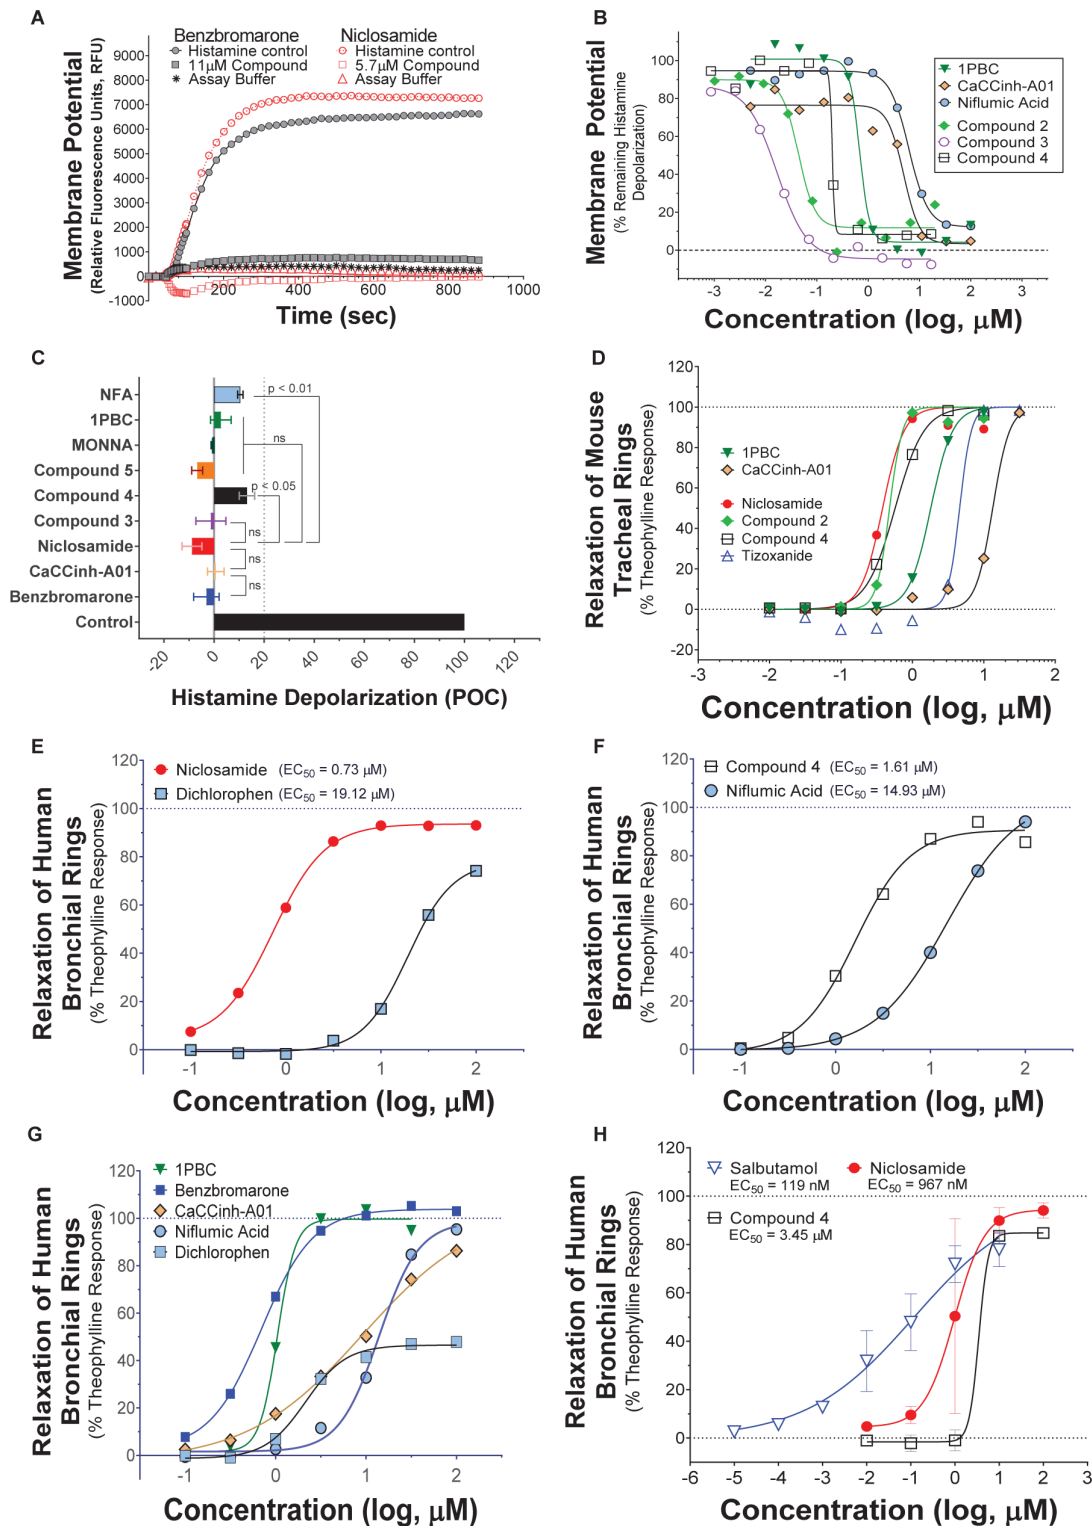 A
Benzbromarone
Histamine control
11μM Compound
Assay Buffer
Niclosamide
Histamine control
5.7μM Compound
Assay Buffer
Membrane Potential
(Relative Fluorescence Units, RFU)
9000
8000
7000
6000
5000
4000
3000
2000
1000
0
-1000
200
400
600
800
1000
Time (sec)
B
Membrane Potential
(% Remaining Histamine
Depolarization)
100
80
60
40
20
0
-3
-2
-1
0
1
2
3
1PBC
CaCCinh-A01
Niflumic Acid
Compound 2
Compound 3
Compound 4
Concentration (log, μM)
C
NFA
1PBC
MONNA
Compound 5
Compound 4
Compound 3
Niclosamide
CaCCinh-A01
Benzbromarone
Control
p < 0.01
ns
p < 0.05
ns
ns
ns
-20
0
20
40
60
80
100
120
Histamine Depolarization (POC)
D
Relaxation of Mouse
Tracheal Rings
(% Theophylline Response)
120
100
80
60
40
20
0
-20
-3
-2
-1
0
1
2
1PBC
CaCCinh-A01
Niclosamide
Compound 2
Compound 4
Tizoxanide
Concentration (log, μM)
E
Relaxation of Human
Bronchial Rings
(% Theophylline Response)
120
100
80
60
40
20
0
-1
0
1
2
Niclosamide (EC50 = 0.73 μM)
Dichlorophen (EC50 = 19.12 μM)
Concentration (log, μM)
F
Relaxation of Human
Bronchial Rings
(% Theophylline Response)
120
100
80
60
40
20
0
-1
0
1
2
Compound 4 (EC50 = 1.61 μM)
Niflumic Acid (EC50 = 14.93 μM)
Concentration (log, μM)
G
Relaxation of Human
Bronchial Rings
(% Theophylline Response)
120
100
80
60
40
20
0
-1
0
1
2
1PBC
Benzbromarone
CaCCinh-A01
Niflumic Acid
Dichlorophen
Concentration (log, μM)
H
Relaxation of Human
Bronchial Rings
(% Theophylline Response)
120
100
80
60
40
20
0
-6
-5
-4
-3
-2
-1
0
1
2
3
Salbutamol
EC50 = 119 nM
Niclosamide
EC50 = 967 nM
Compound 4
EC50 = 3.45 μM
Concentration (log, μM)